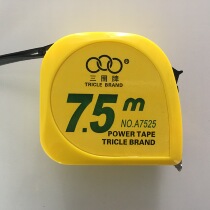 ®
三圈牌
TRICLE BRAND
7.5m
NO.A7525
POWER TAPE
TRICLE BRAND